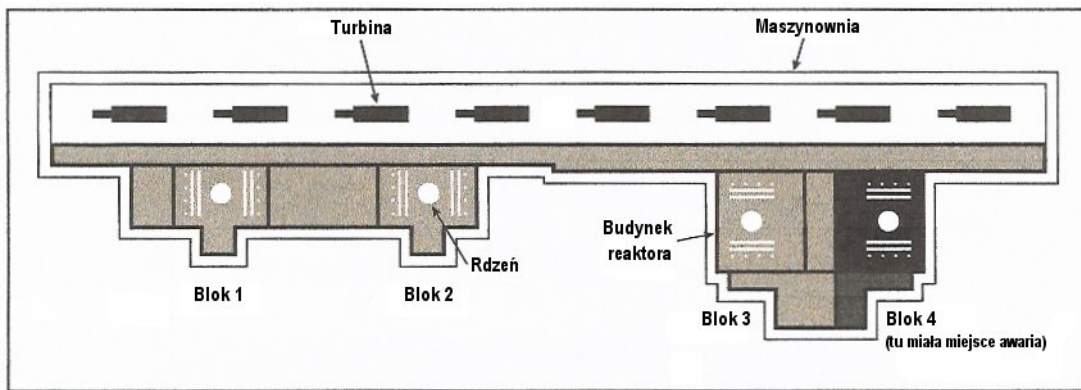 Turbina
Maszynownia
Budynek
reaktora
Rdzeń
Blok 1
Blok 2
Blok 3
Blok 4
(tu miała miejsce awaria)